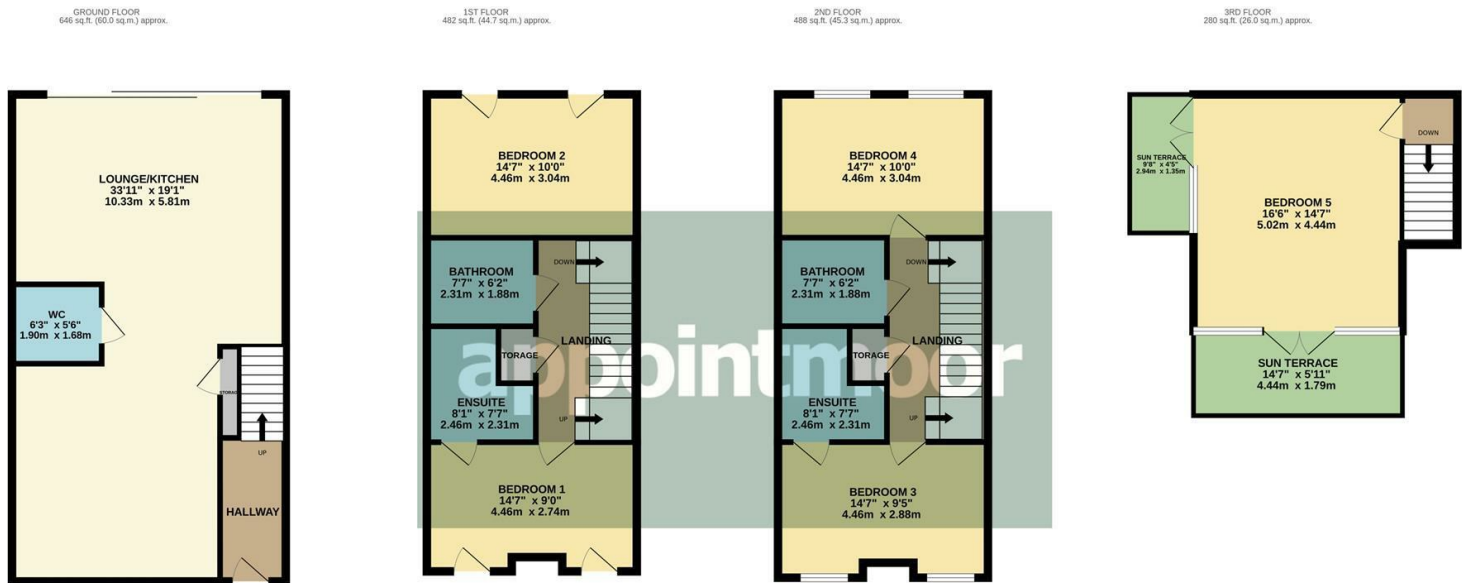 GROUND FLOOR
646 sq.ft. (60.0 sq.m.) approx.
LOUNGE/KITCHEN
33'11" x 19'1"
10.33m x 5.81m
WC
6'3" x 5'6"
1.90m x 1.68m
STORAGE
UP
HALLWAY
1ST FLOOR
482 sq.ft. (44.7 sq.m.) approx.
BEDROOM 2
14'7" x 10'0"
4.46m x 3.04m
BATHROOM
7'7" x 6'2"
2.31m x 1.88m
DOWN
LANDING
TORAGE
ENSUITE
8'1" x 7'7"
2.46m x 2.31m
UP
BEDROOM 1
14'7" x 9'0"
4.46m x 2.74m
2ND FLOOR
488 sq.ft. (45.3 sq.m.) approx.
BEDROOM 4
14'7" x 10'0"
4.46m x 3.04m
BATHROOM
7'7" x 6'2"
2.31m x 1.88m
DOWN
LANDING
TORAGE
ENSUITE
8'1" x 7'7"
2.46m x 2.31m
UP
BEDROOM 3
14'7" x 9'5"
4.46m x 2.88m
3RD FLOOR
280 sq.ft. (26.0 sq.m.) approx.
SUN TERRACE
9'8" x 4'5"
2.94m x 1.35m
DOWN
BEDROOM 5
16'6" x 14'7"
5.02m x 4.44m
SUN TERRACE
14'7" x 5'11"
4.44m x 1.79m
appointmoor